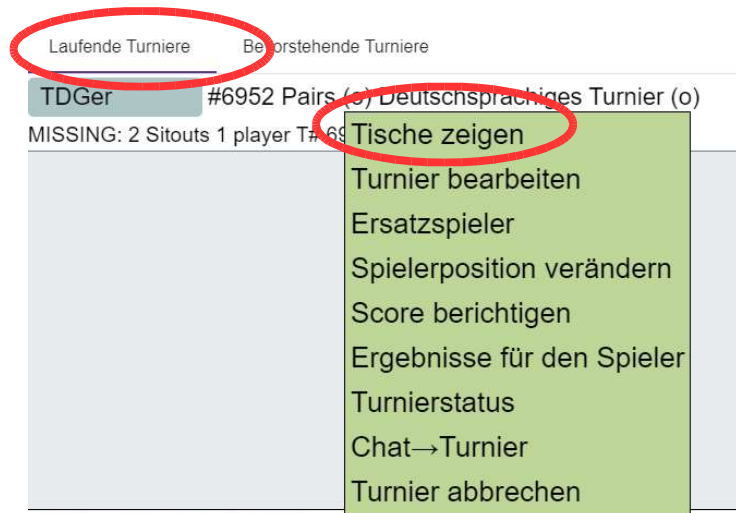 Laufende Turniere Bevorstehende Turniere
TDGer #6952 Pairs (o) Deutschsprachiges Turnier (o)
MISSING: 2 Sitouts 1 player T# 69
Tische zeigen
Turnier bearbeiten
Ersatzspieler
Spielerposition verändern
Score berichtigen
Ergebnisse für den Spieler
Turnierstatus
Chat→Turnier
Turnier abbrechen